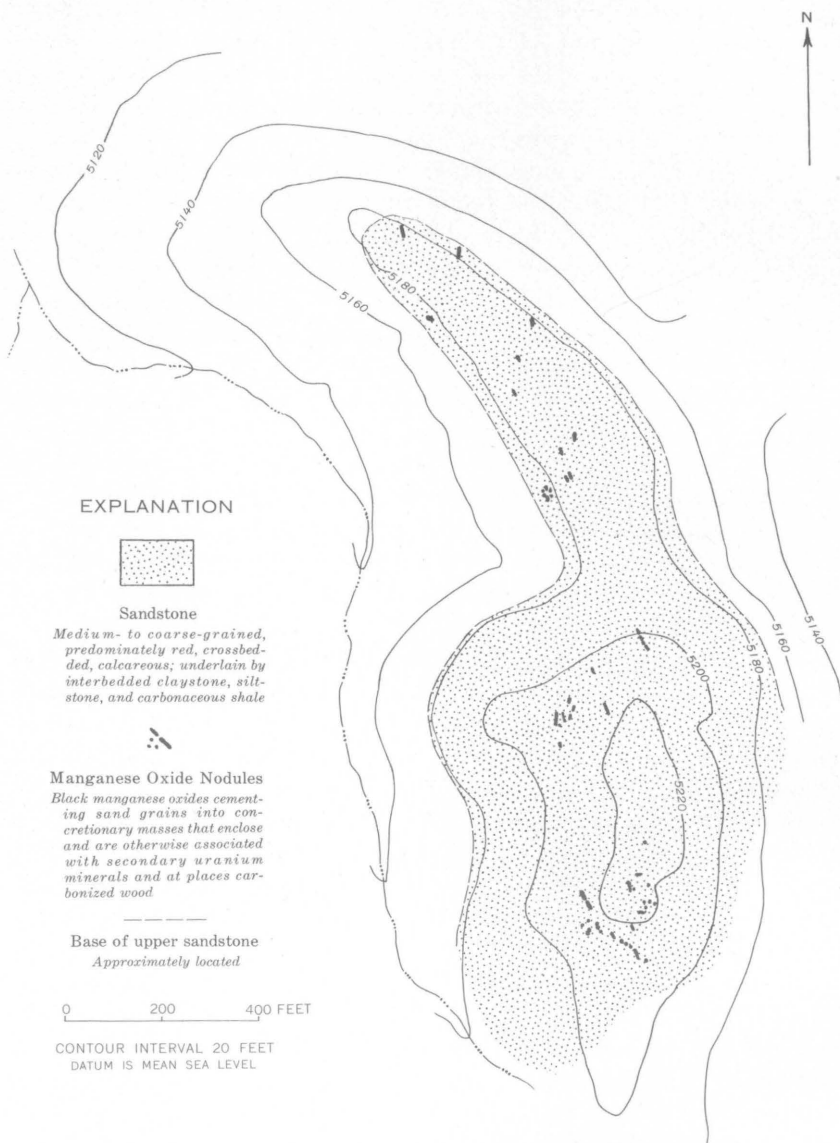 N
5120
5140
5180
5160
EXPLANATION
Sandstone
Medium- to coarse-grained,
predominately red, crossbed-
ded, calcareous; underlain by
interbedded claystone, silt-
stone, and carbonaceous shale
5200
5180
5160
5140
Manganese Oxide Nodules
Black manganese oxides cement-
ing sand grains into con-
cretionary masses that enclose
and are otherwise associated
with secondary uranium
minerals and at places car-
bonized wood
5220
Base of upper sandstone
Approximately located
0 200 400 FEET
CONTOUR INTERVAL 20 FEET
DATUM IS MEAN SEA LEVEL